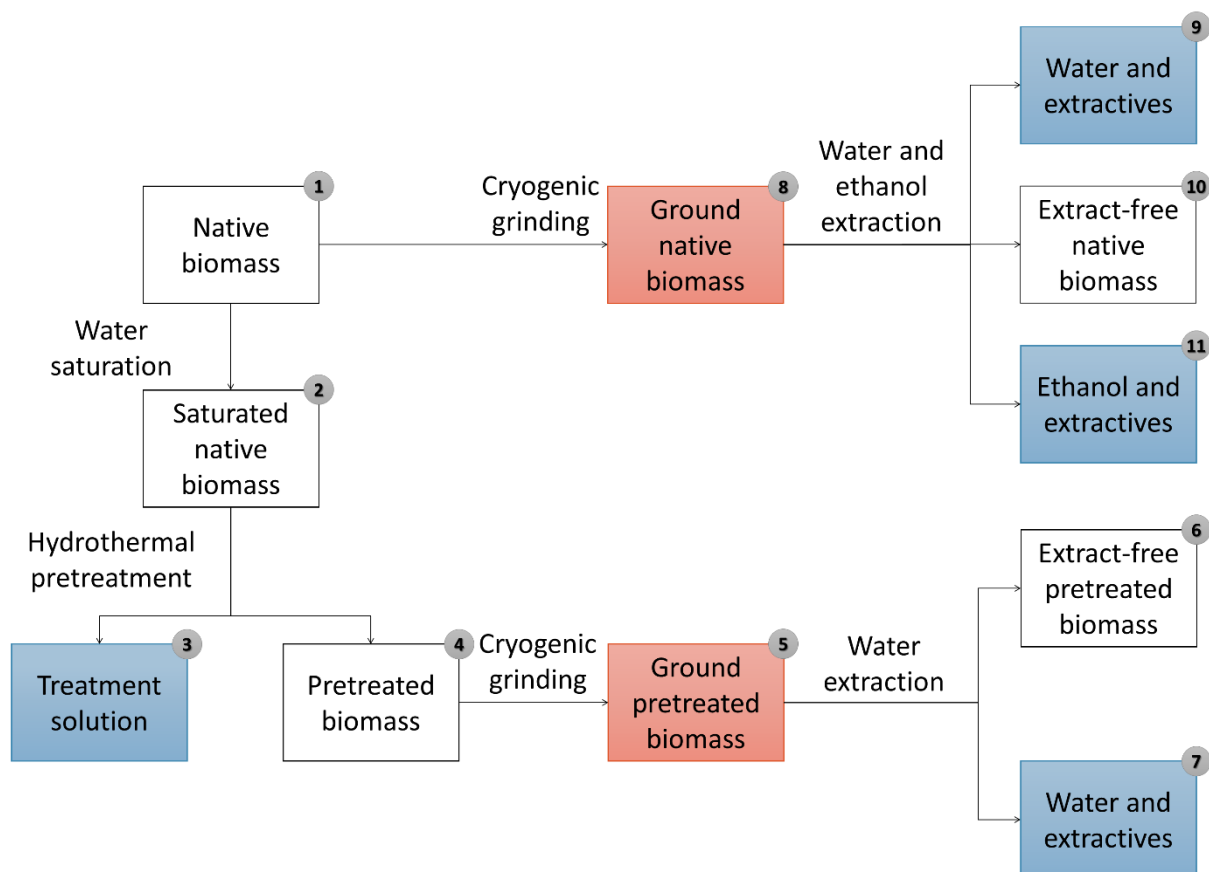 9
Water and
extractives
1
Native
biomass
Cryogenic
grinding
8
Ground
native
biomass
Water and
ethanol
extraction
10
Extract-free
native
biomass
Water
saturation
2
Saturated
native
biomass
11
Ethanol and
extractives
Hydrothermal
pretreatment
6
Extract-free
pretreated
biomass
3
Treatment
solution
4
Pretreated
biomass
Cryogenic
grinding
5
Ground
pretreated
biomass
Water
extraction
7
Water and
extractives